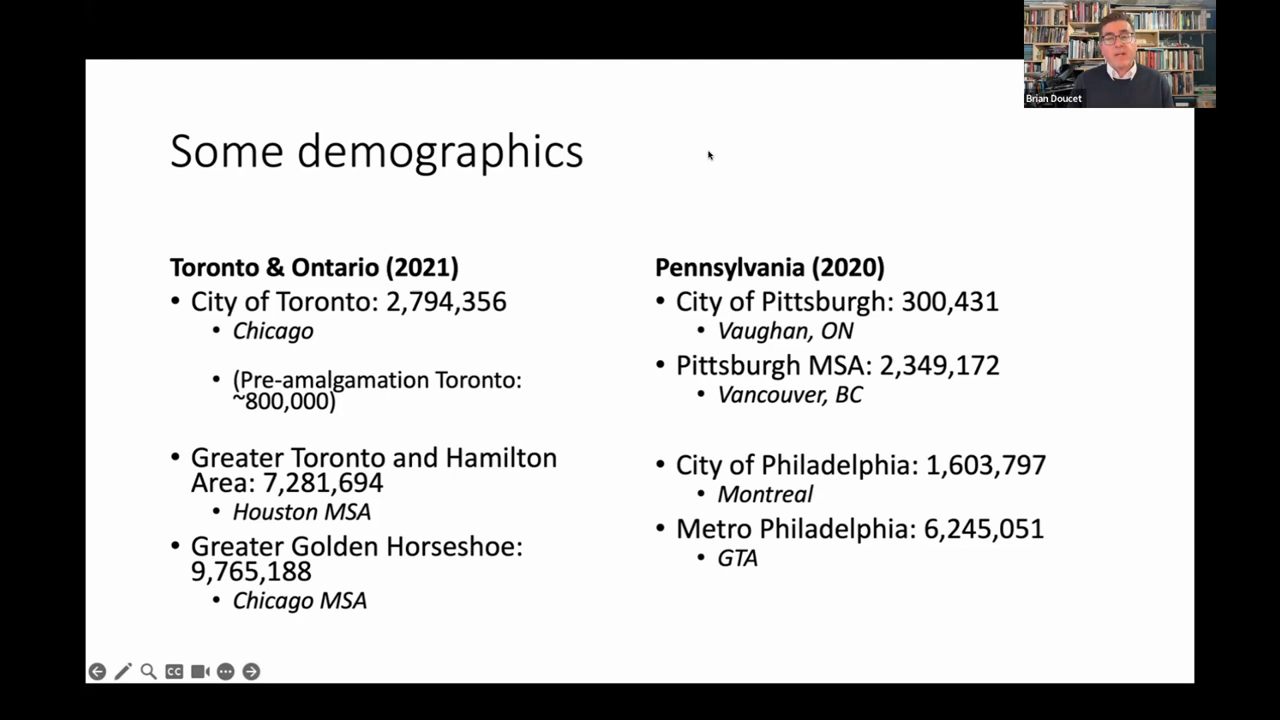 Brian Doucet
Some demographics
Toronto & Ontario (2021)
• City of Toronto: 2,794,356
• Chicago
• (Pre-amalgamation Toronto:
~800,000)
• Greater Toronto and Hamilton
Area: 7,281,694
• Houston MSA
• Greater Golden Horseshoe:
9,765,188
• Chicago MSA
Pennsylvania (2020)
• City of Pittsburgh: 300,431
• Vaughan, ON
• Pittsburgh MSA: 2,349,172
• Vancouver, BC
• City of Philadelphia: 1,603,797
• Montreal
• Metro Philadelphia: 6,245,051
• GTA
CC